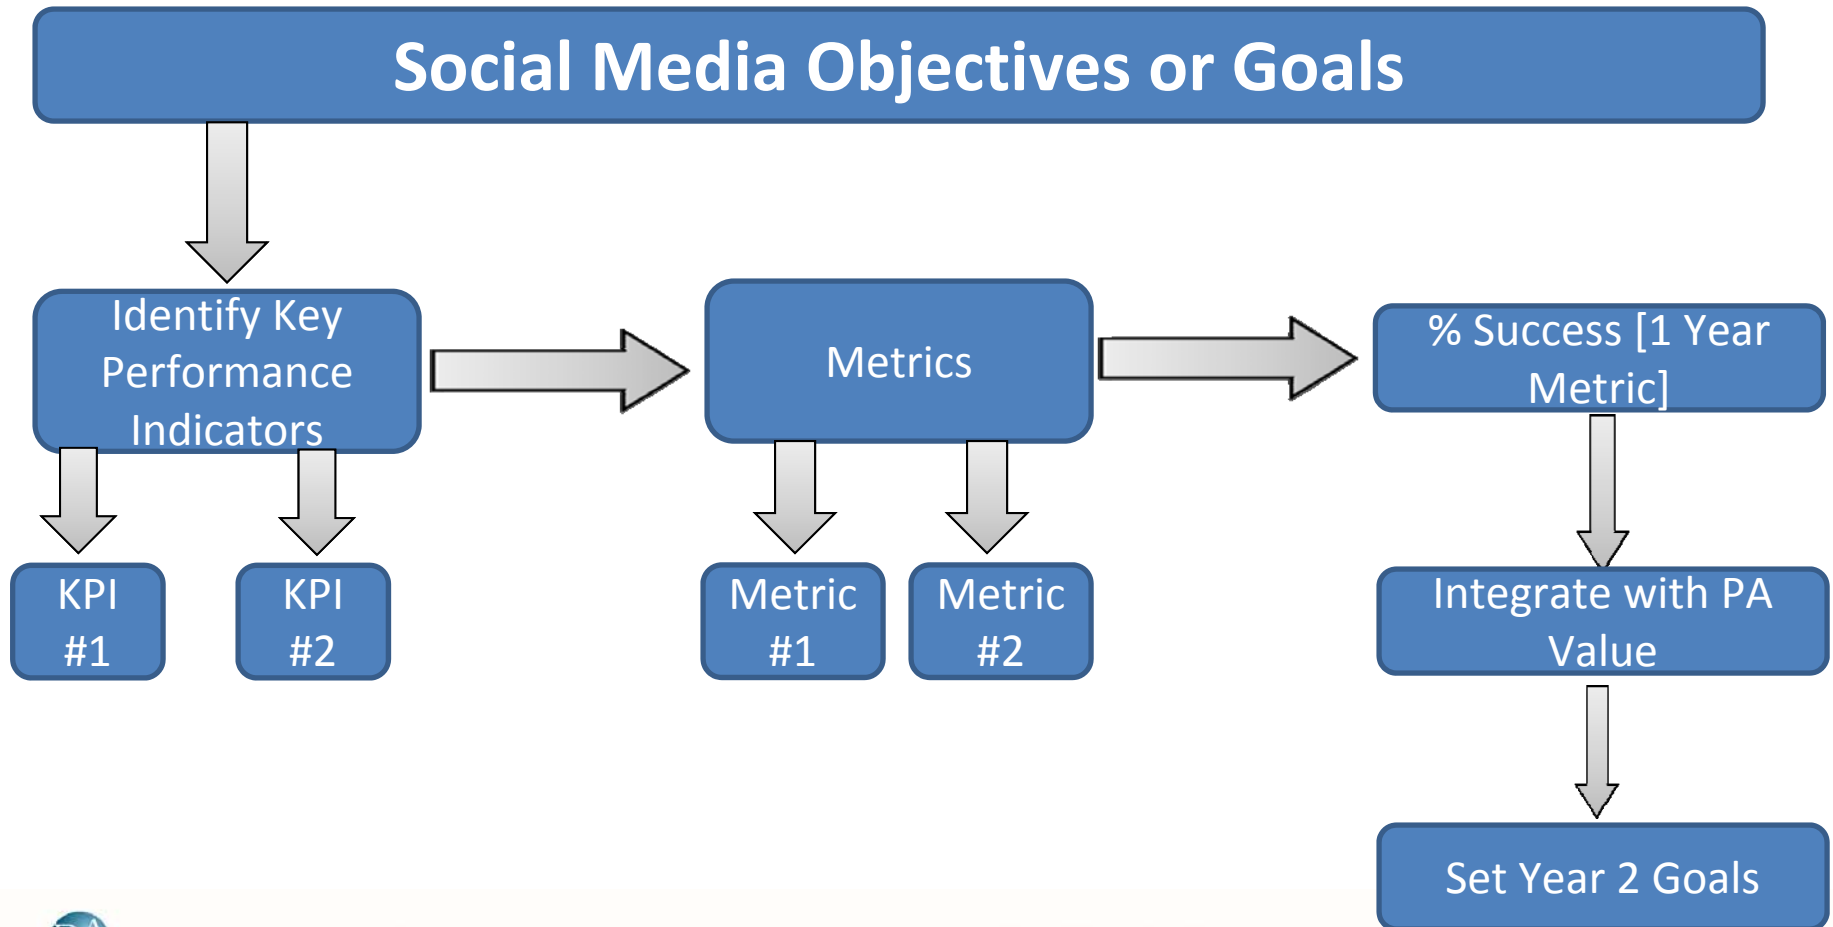 Social Media Objectives or Goals
Identify Key
Performance
Indicators
Metrics
% Success [1 Year
Metric]
KPI
#1
KPI
#2
Metric
#1
Metric
#2
Integrate with PA
Value
Set Year 2 Goals